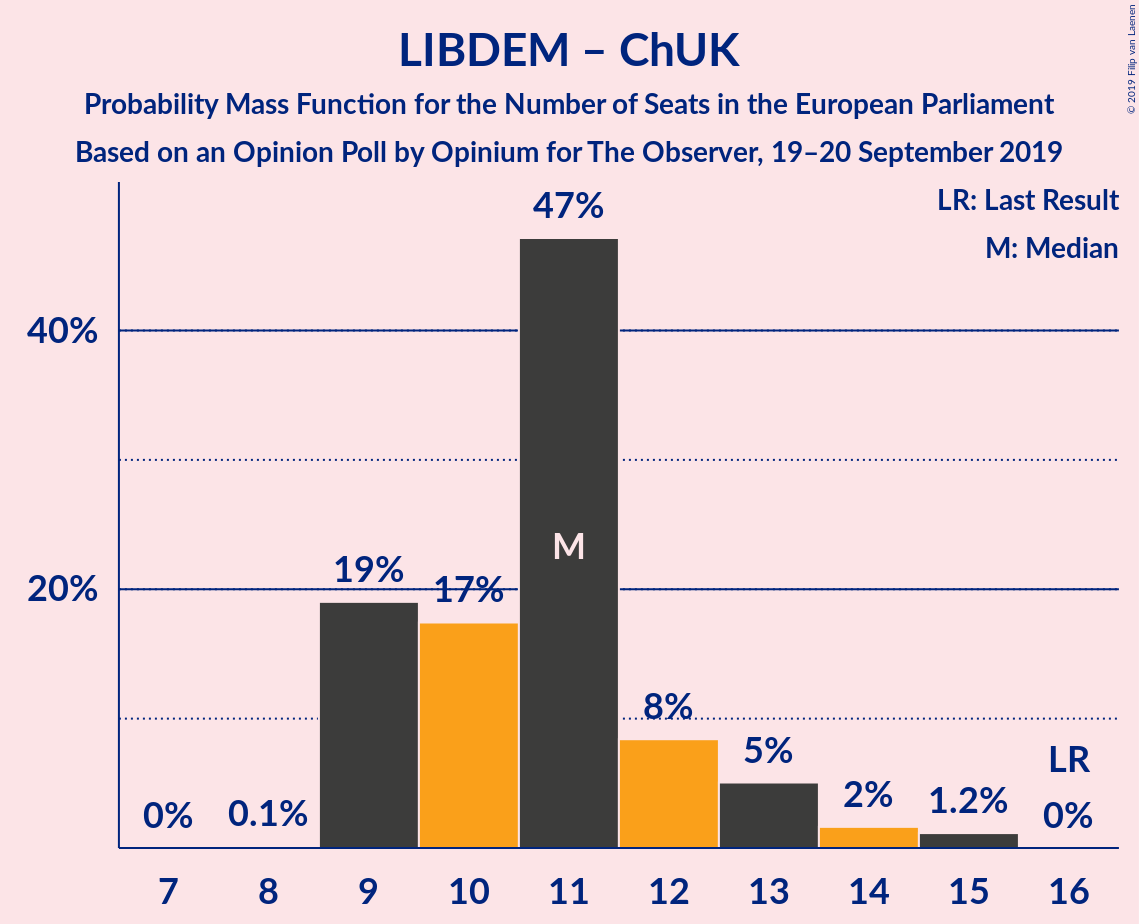 LIBDEM – ChUK
Probability Mass Function for the Number of Seats in the European Parliament
Based on an Opinion Poll by Opinium for The Observer, 19–20 September 2019
© 2019 Filip van Laenen
LR: Last Result
M: Median
47%
40%
M
19%
17%
20%
8%
5%
LR
2%
1.2%
0%
0.1%
0%
7 8 9 10 11 12 13 14 15 16